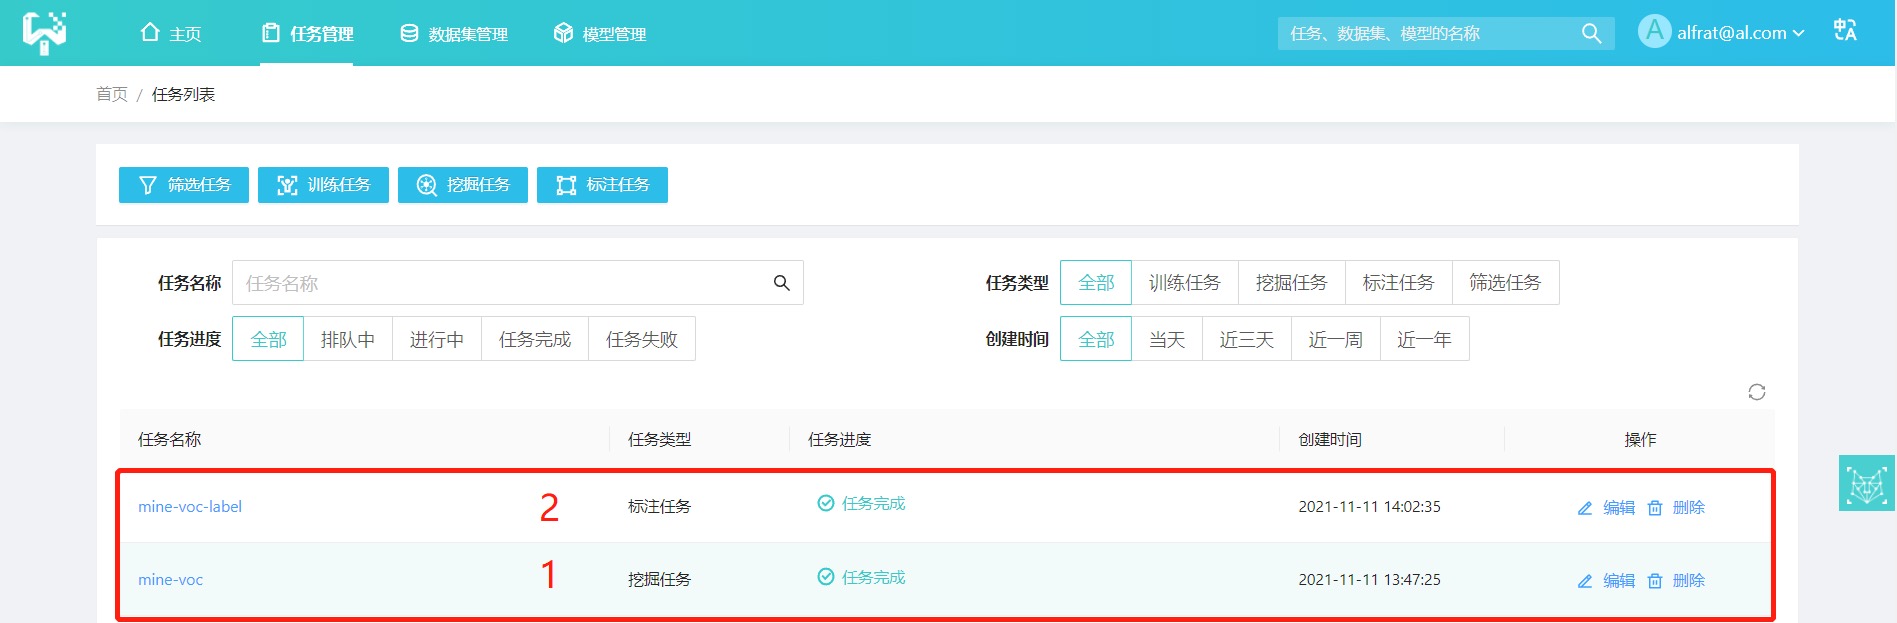 主页 任务管理 数据集管理 模型管理 任务、数据集、模型的名称 A alfrat@al.com 中A
首页 / 任务列表
筛选任务 训练任务 挖掘任务 标注任务
任务名称 任务名称 任务类型 全部 训练任务 挖掘任务 标注任务 筛选任务
任务进度 全部 排队中 进行中 任务完成 任务失败 创建时间 全部 当天 近三天 近一周 近一年
任务名称 任务类型 任务进度 创建时间 操作
mine-voc-label 2 标注任务 任务完成 2021-11-11 14:02:35 编辑 删除
mine-voc 1 挖掘任务 任务完成 2021-11-11 13:47:25 编辑 删除